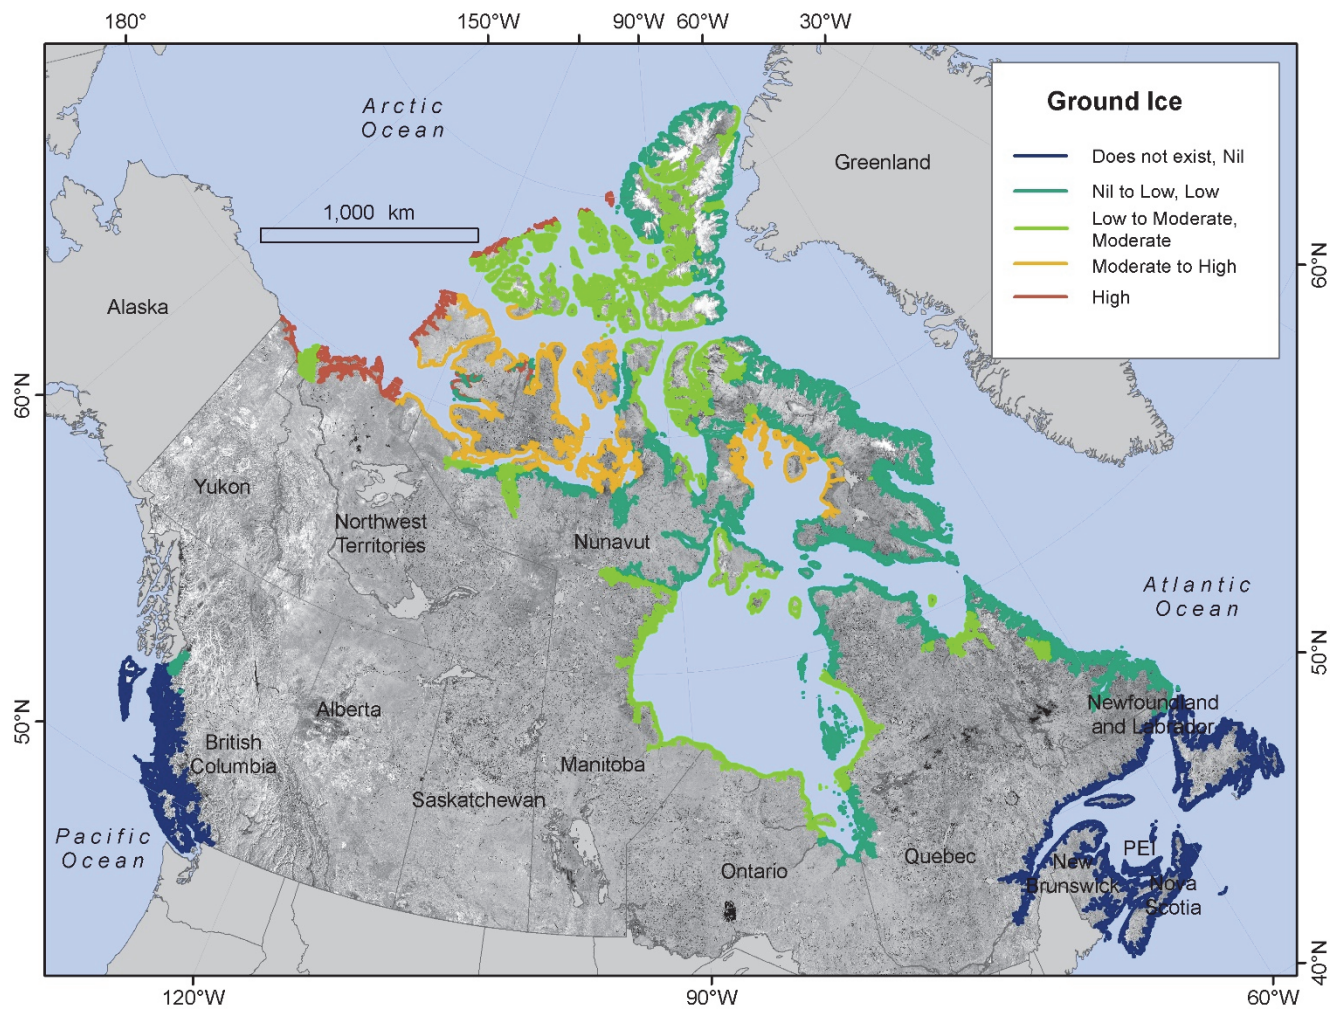 180°
150°W
90°W
60°W
30°W
Arctic
Ocean
Ground Ice
Does not exist, Nil
Nil to Low, Low
Low to Moderate,
Moderate
Moderate to High
High
Greenland
1,000 km
60°N
Alaska
60°N
Yukon
Northwest
Territories
Nunavut
Atlantic
Ocean
50°N
50°N
Newfoundland
and Labrador
Alberta
British
Columbia
Manitoba
Saskatchewan
Pacific
Ocean
Ontario
Quebec
PEI
New
Brunswick
Nova
Scotia
40°N
120°W
90°W
60°W